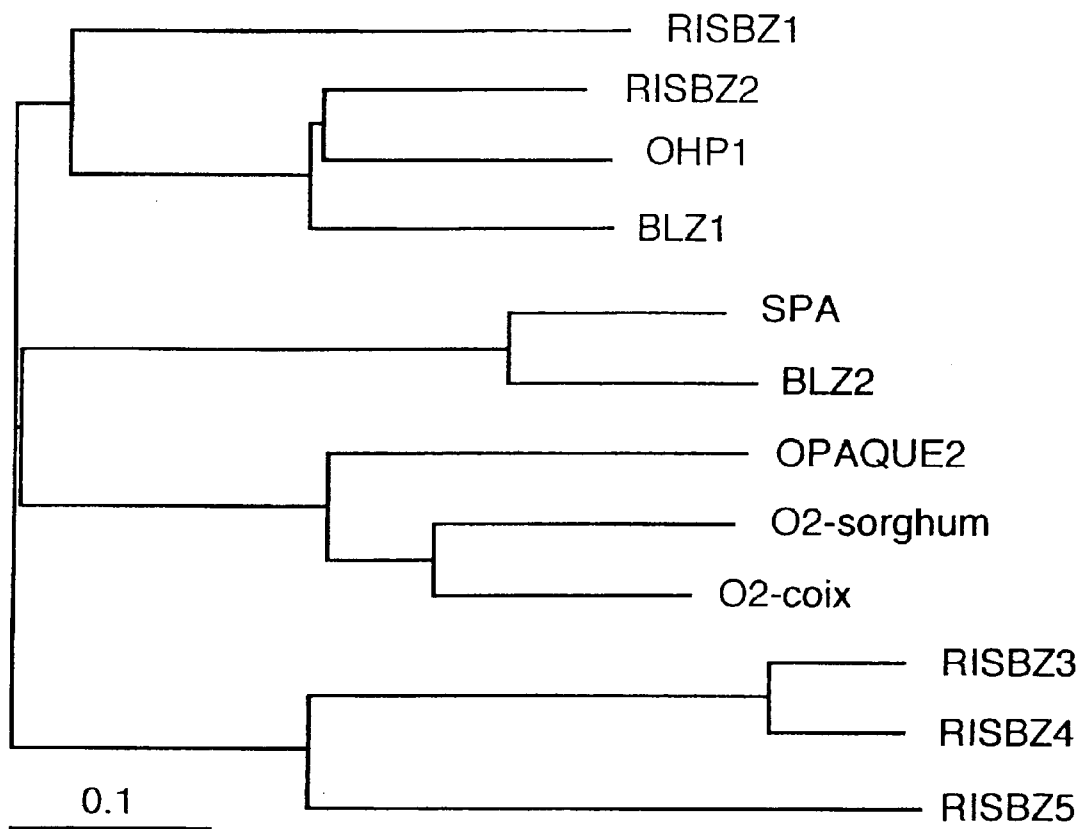 RISBZ1
RISBZ2
OHP1
BLZ1
SPA
BLZ2
OPAQUE2
O2-sorghum
O2-coix
RISBZ3
RISBZ4
RISBZ5
0.1